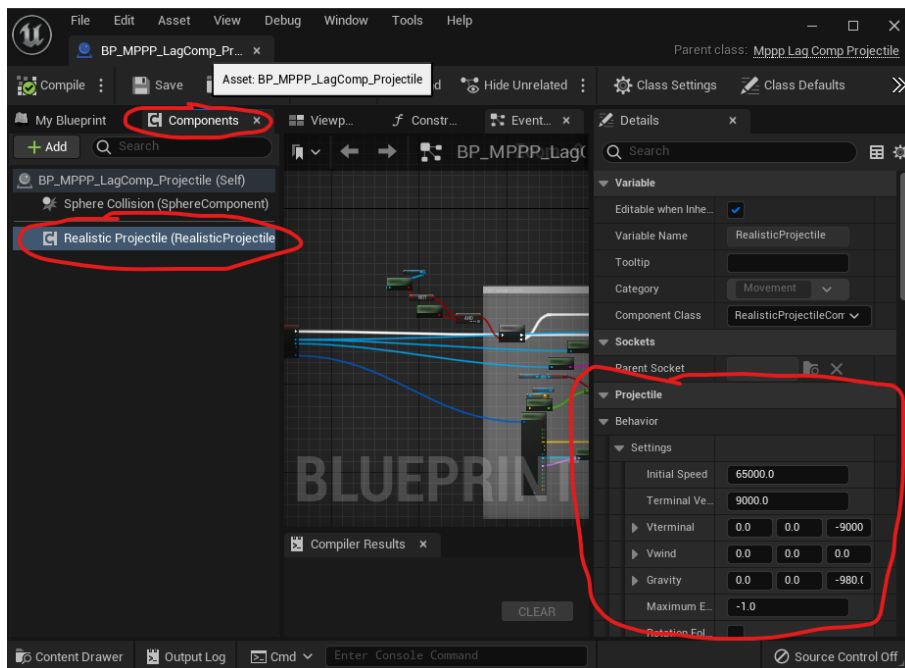 File Edit Asset View Debug Window Tools Help
BP_MPPP_LagComp_Pr...
Parent class: Mppp Lag Comp Projectile
Compile Save
Asset: BP_MPPP_LagComp_Projectile
Hide Unrelated Class Settings Class Defaults
My Blueprint Components Viewp... Constr... Event... Details
Add Search
BP_MPPP_Lag
Search
BP_MPPP_LagComp_Projectile (Self)
Sphere Collision (SphereComponent)
Realistic Projectile (RealisticProjectile
Variable
Editable when Inhe...
Variable Name RealisticProjectile
Tooltip
Category Movement
Component Class RealisticProjectileCom
Sockets
Parent Socket
Projectile
Behavior
Settings
Initial Speed 65000.0
Terminal Ve... 9000.0
Vterminal 0.0 0.0 -9000
Vwind 0.0 0.0 0.0
Gravity 0.0 0.0 -980.(
Maximum E... -1.0
Rotation Fol...
BLUEPRINT
Compiler Results
CLEAR
Content Drawer Output Log Cmd Enter Console Command Source Control Off